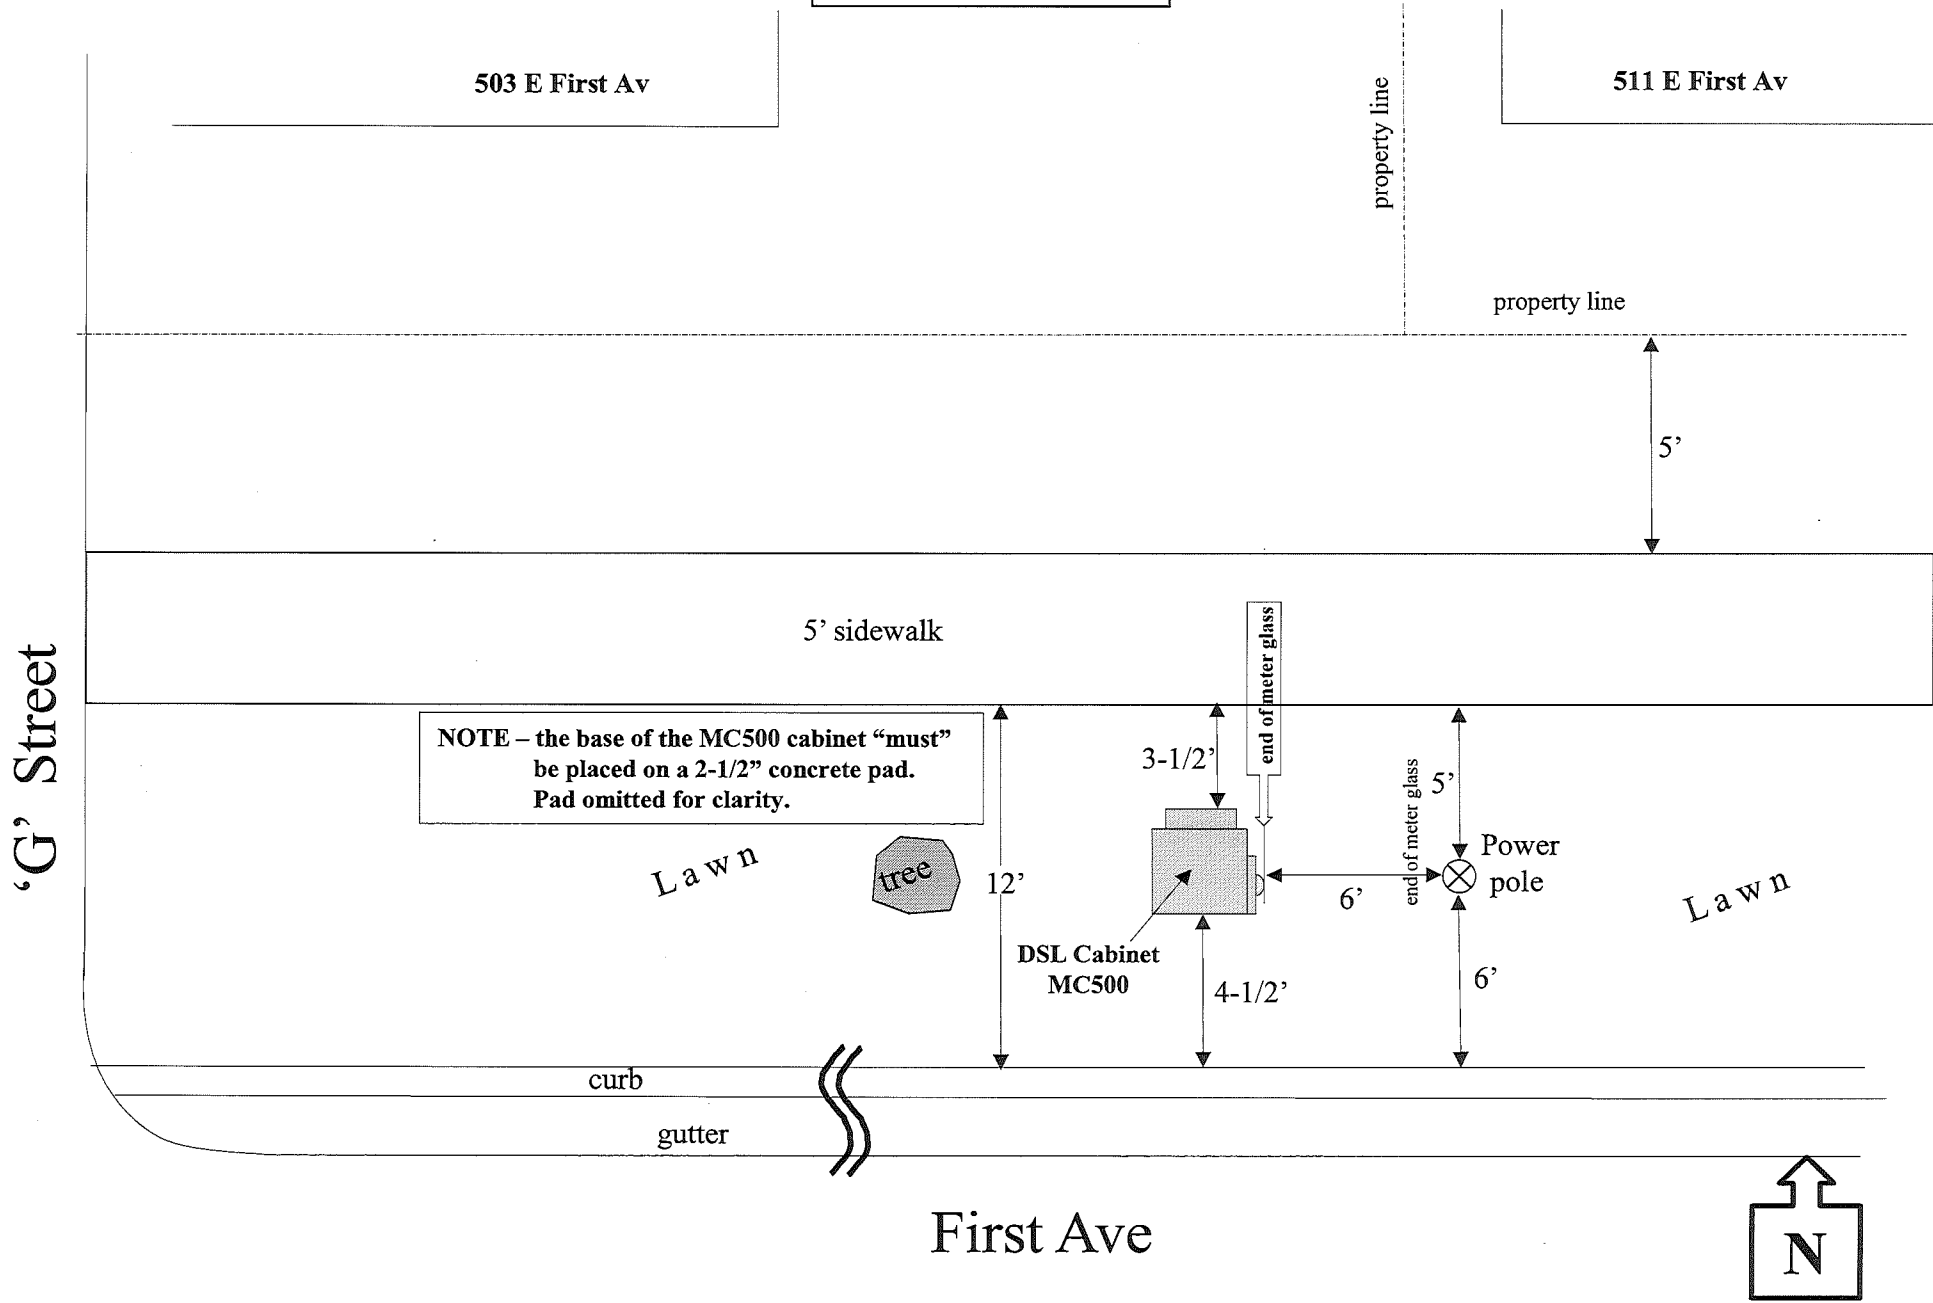 503 E First Av
511 E First Av
property line
property line
5’
5’ sidewalk
end of meter glass
‘G’ Street
NOTE – the base of the MC500 cabinet “must”
be placed on a 2-1/2” concrete pad.
Pad omitted for clarity.
3-1/2’
end of meter glass
5’
Lawn
tree
12’
Power
pole
6’
Lawn
DSL Cabinet
MC500
4-1/2’
6’
curb
gutter
First Ave
N